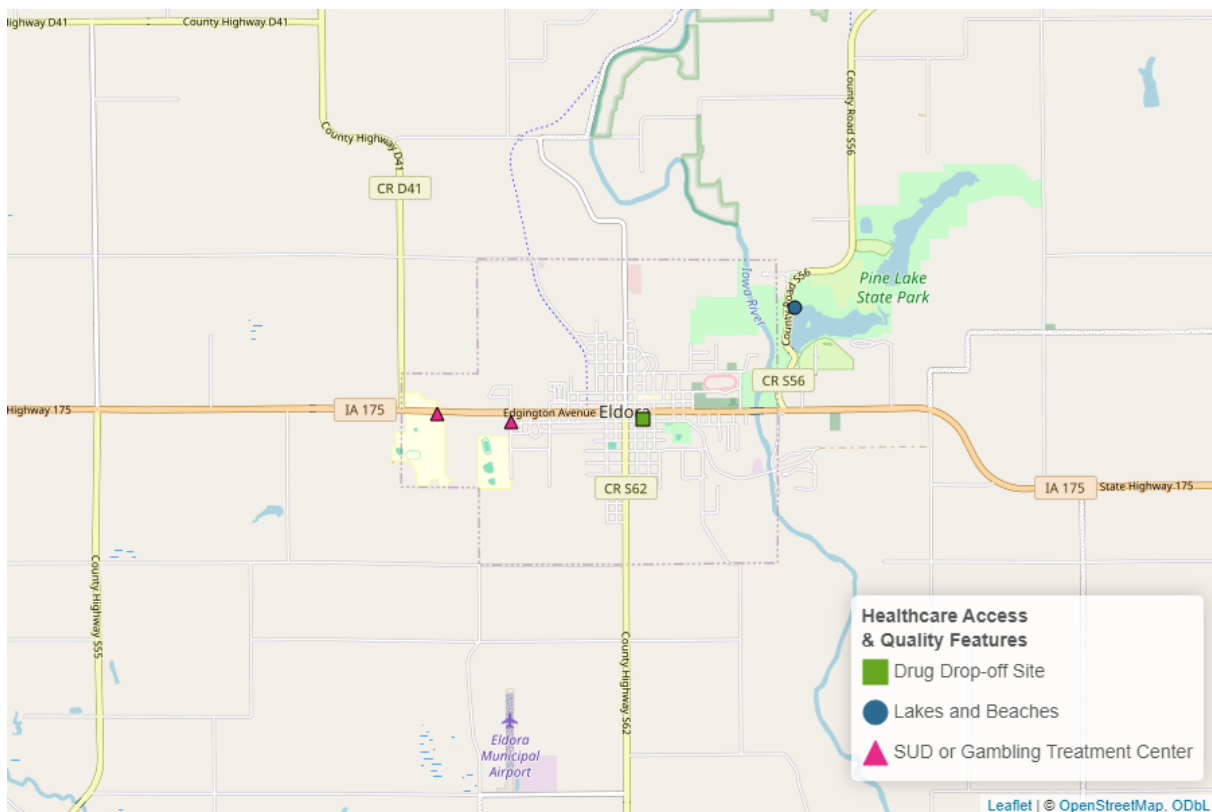 Highway D41
County Highway D41
County Highway D41
CR D41
County Road S56
County Road S56
Pine Lake
State Park
Iowa River
CR S56
Highway 175
IA 175
Edgington Avenue
Eldora
CR S62
IA 175
State Highway 175
County Highway S55
County Highway S62
Eldora
Municipal
Airport
Healthcare Access
& Quality Features
Drug Drop-off Site
Lakes and Beaches
SUD or Gambling Treatment Center
Leaflet | © OpenStreetMap, ODbL